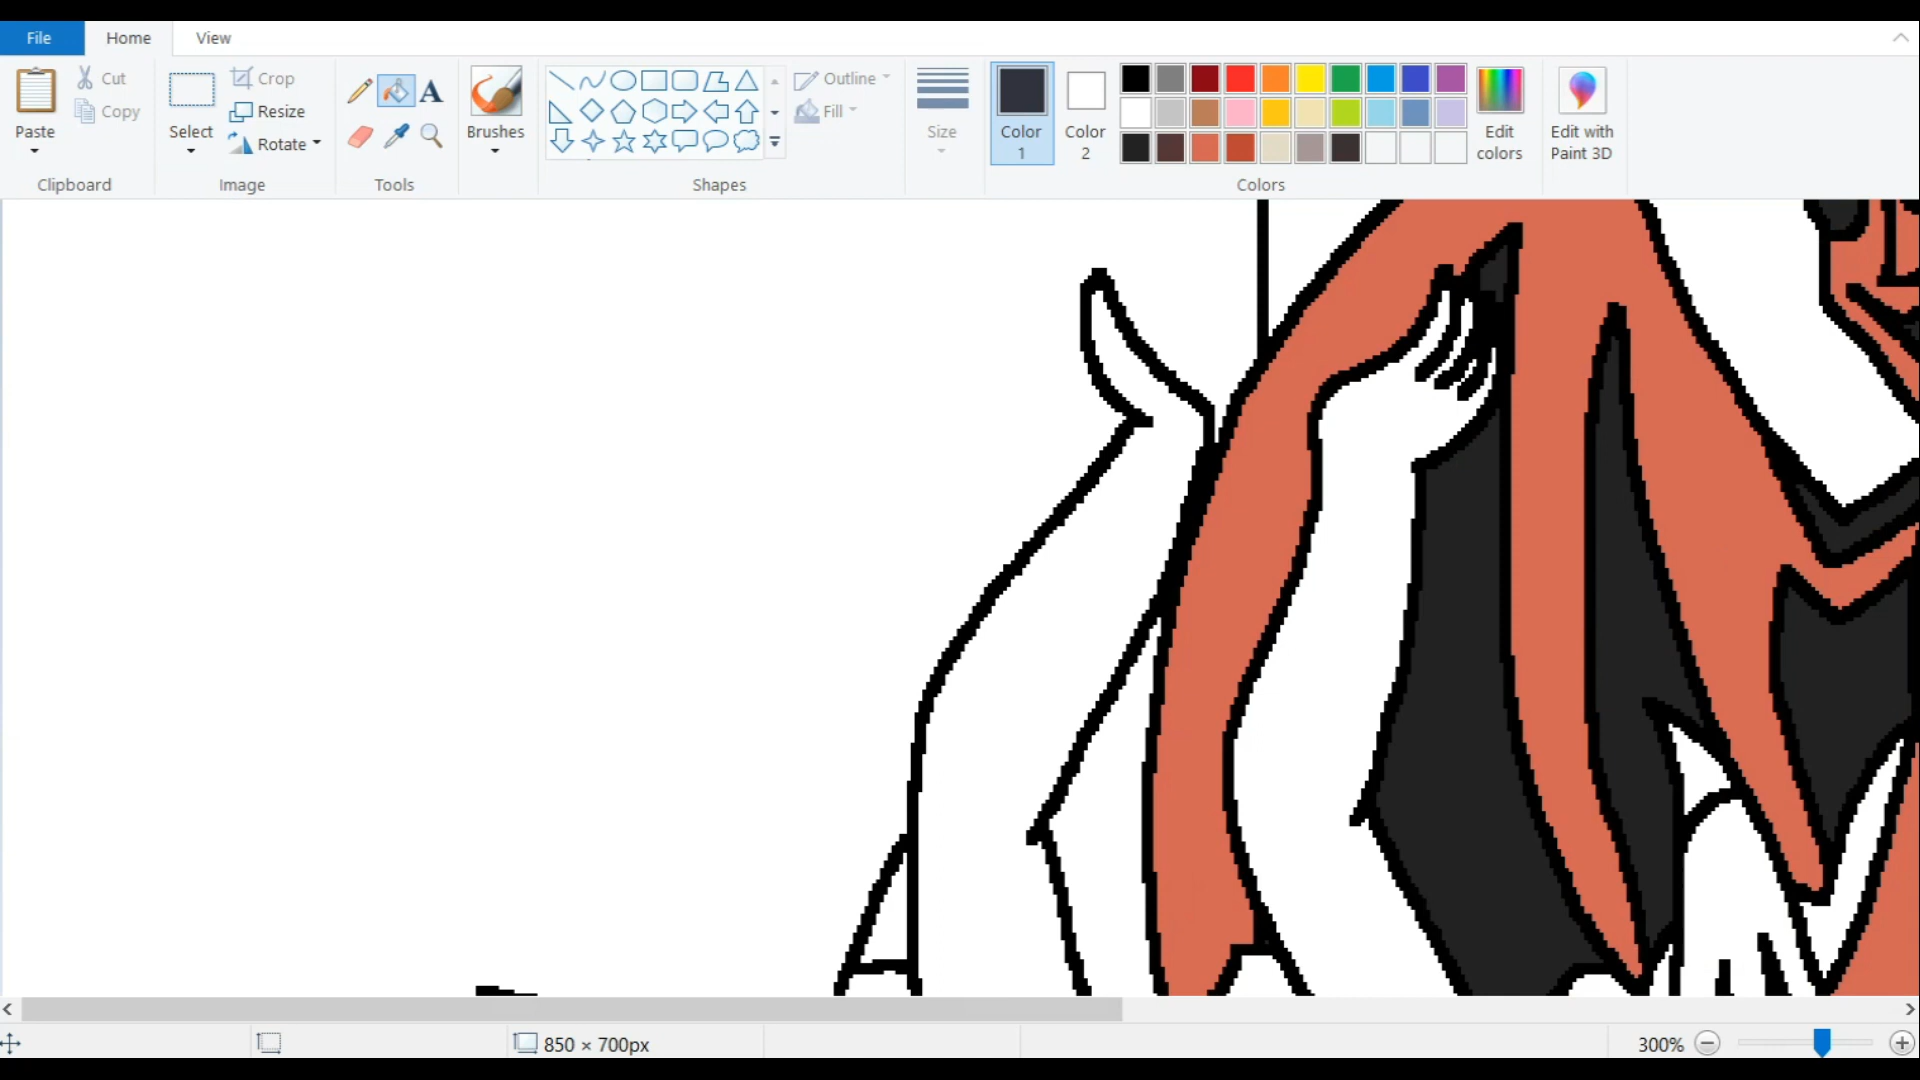 File Home View
Paste
Cut
Copy
Clipboard
Select
Crop
Resize
Rotate
Image
A
Tools
Brushes
Outline
Fill
Shapes
Size
Color 1
Color 2
Edit colors
Colors
Edit with Paint 3D
850 × 700px
300%